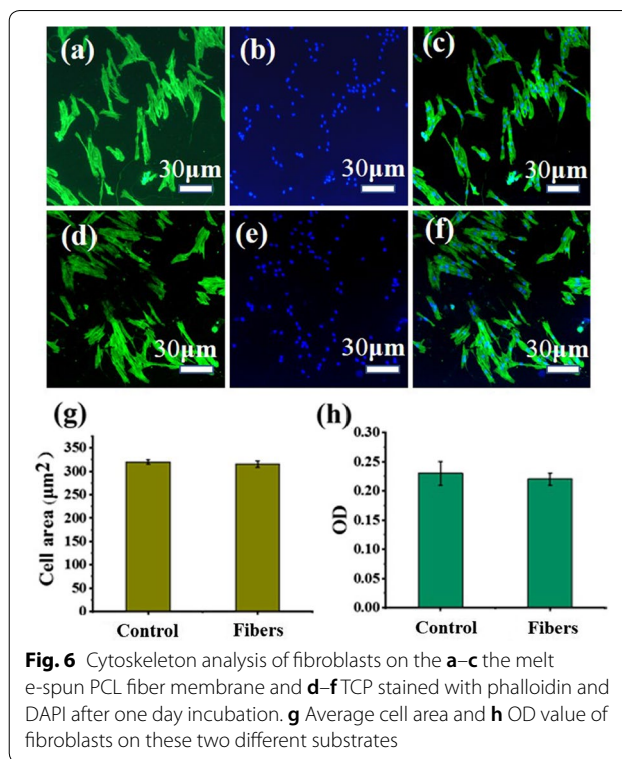 (a) (b) (c)
30μm 30μm 30μm
(d) (e) (f)
30μm 30μm 30μm
(g) (h)
350
300
250
200
150
100
50
0
Cell area (μm²)
Control Fibers
0.30
0.25
0.20
0.15
0.10
0.05
0.00
OD
Control Fibers
Fig. 6 Cytoskeleton analysis of fibroblasts on the a–c the melt
e-spun PCL fiber membrane and d–f TCP stained with phalloidin and
DAPI after one day incubation. g Average cell area and h OD value of
fibroblasts on these two different substrates